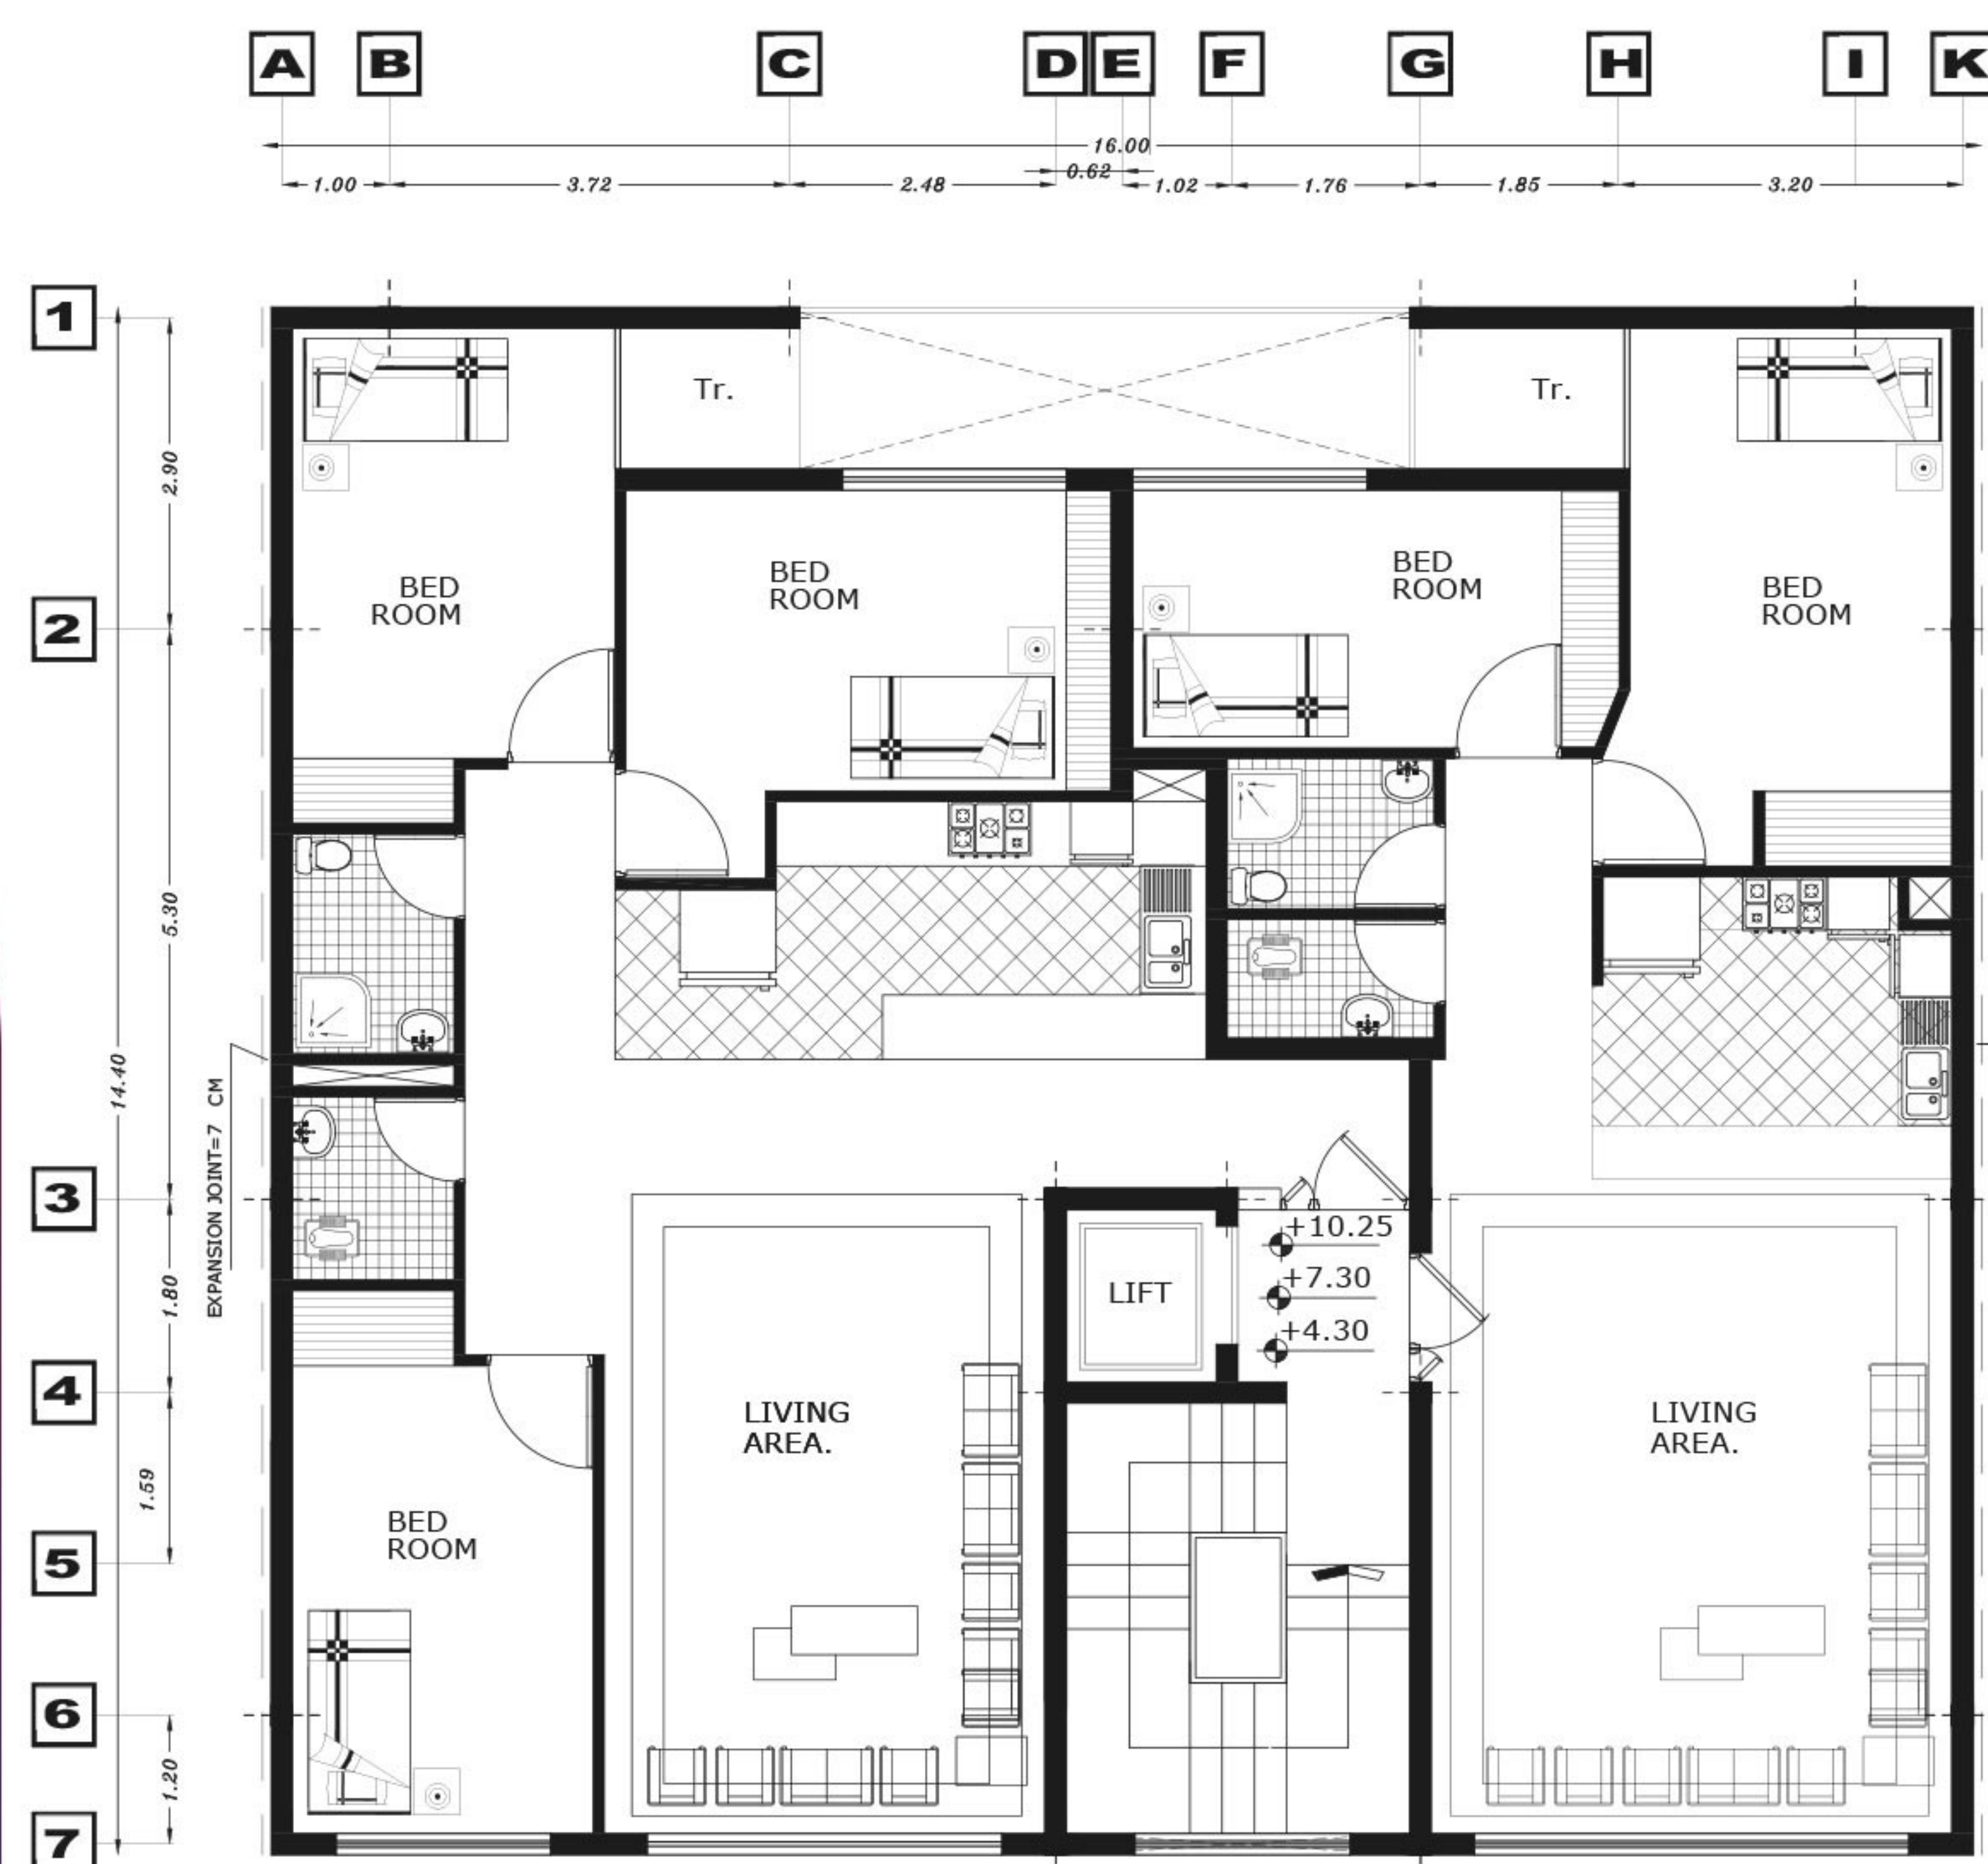 A B C D E F G H I K
16.00
0.62
1.00 3.72 2.48 1.02 1.76 1.85 3.20
1
Tr. Tr.
2.90
BED
ROOM
BED
ROOM
BED
ROOM
BED
ROOM
2
5.30
14.40
EXPANSION JOINT=7 CM
3
+10.25
+7.30
+4.30
LIFT
1.80
4
LIVING
AREA.
LIVING
AREA.
1.59
BED
ROOM
5
6
1.20
7